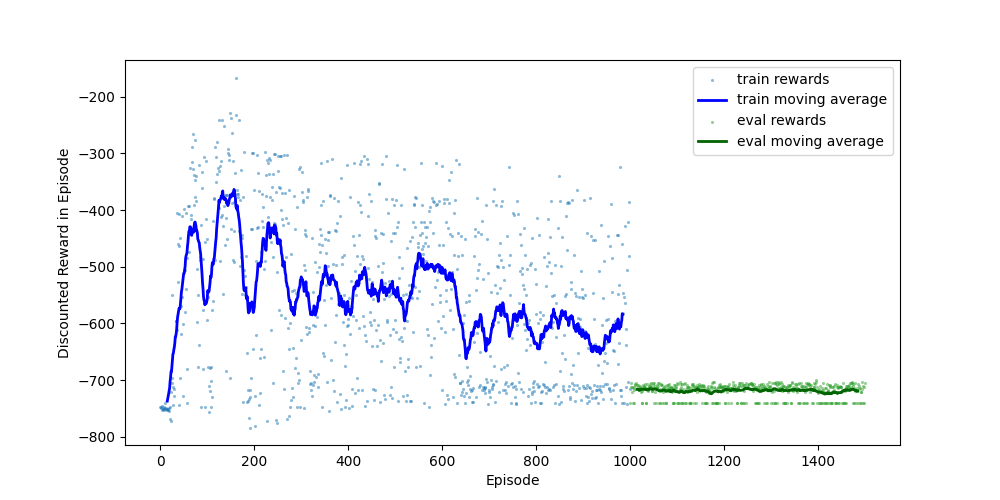 −200
−300
−400
−500
−600
−700
−800
Discounted Reward in Episode
train rewards
train moving average
eval rewards
eval moving average
0
200
400
600
800
1000
1200
1400
Episode